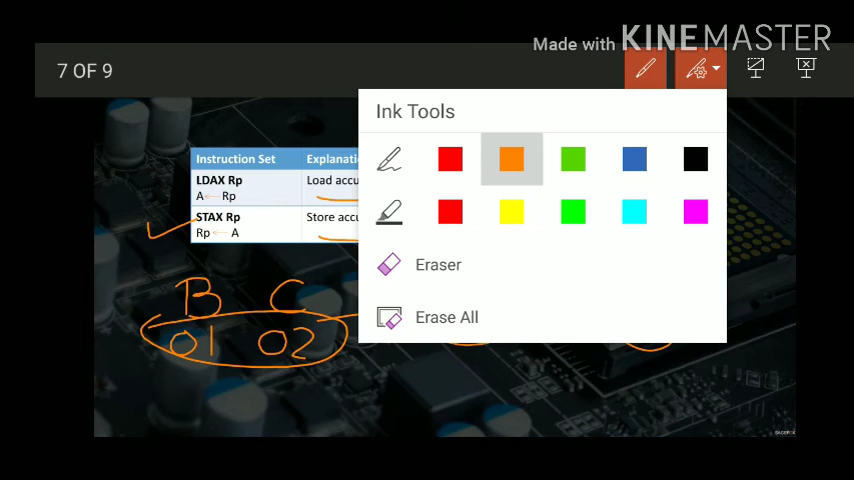 Made with KINEMASTER
7 OF 9
Ink Tools
Instruction Set Explanati
LDAX Rp Load accu
A ← Rp
STAX Rp Store accu
Rp ← A
Eraser
Erase All
B C
01 02